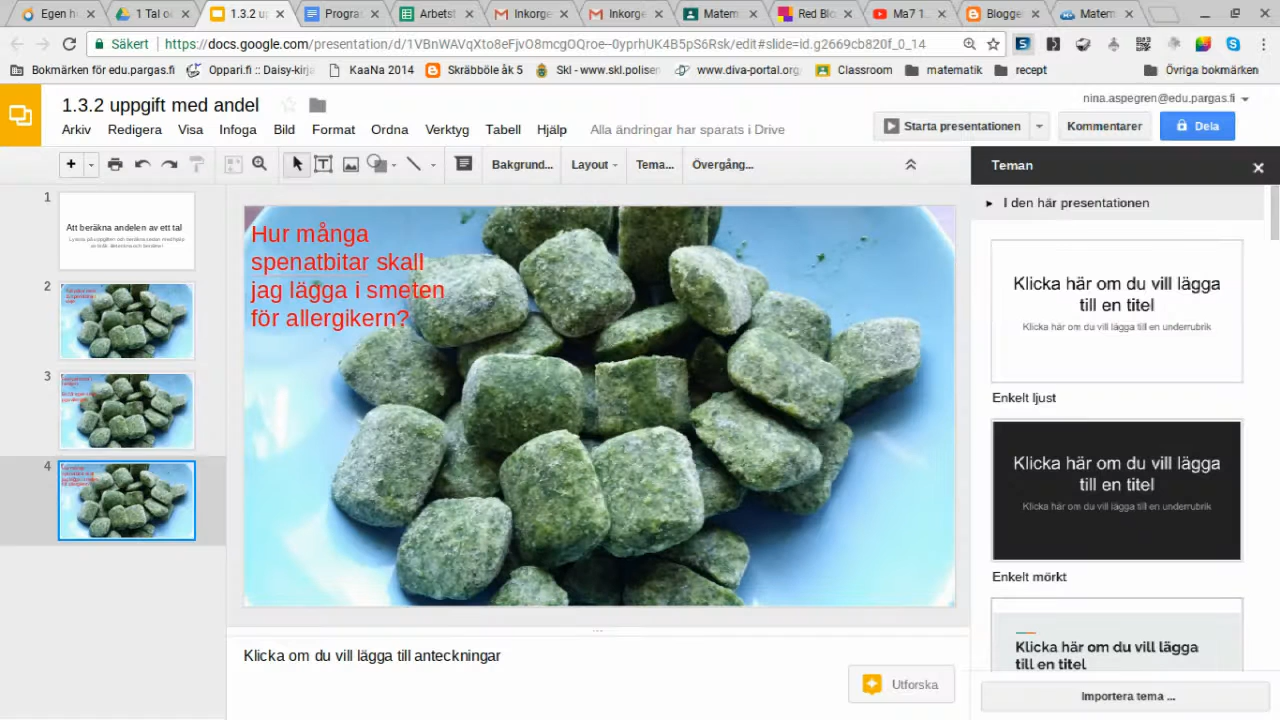 Egen h
1 Tal o
1.3.2 up
Progra
Arbetst
Inkorge
Inkorge
Matem
Red Blo
Ma7 1.
Blogge
Matem
Säkert
https://docs.google.com/presentation/d/1VBnWAVqXtoJeFjvO8mcgOQroe--0yprhUK4B5pS6Rsk/edit#slide=id.g2669cb820f_0_14
Bokmärken för edu.pargas.fi
Oppari.fi :: Daisy-kirja
KaaNa 2014
Skräbböle åk 5
Skl - www.skl.polisen
www.diva-portal.org
Classroom
matematik
recept
Övriga bokmärken
1.3.2 uppgift med andel
nina.aspegren@edu.pargas.fi
Arkiv Redigera Visa Infoga Bild Format Ordna Verktyg Tabell Hjälp Alla ändringar har sparats i Drive
Starta presentationen
Kommentarer
Dela
Bakgrund...
Layout
Tema...
Övergång...
Teman
I den här presentationen
1
Att beräkna andelen av ett tal
2
3
4
Hur många
spenatbitar skall
jag lägga i smeten
för allergikern?
Klicka här om du vill lägga
till en titel
Klicka här om du vill lägga till en underrubrik
Enkelt ljust
Klicka här om du vill lägga
till en titel
Klicka här om du vill lägga till en underrubrik
Enkelt mörkt
Klicka här om du vill lägga
till en titel
Klicka om du vill lägga till anteckningar
Utforska
Importera tema ...